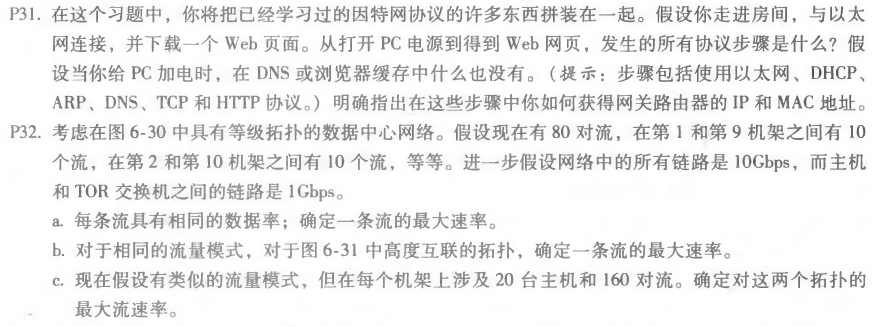 P31. 在这个习题中，你将把已经学习过的因特网协议的许多东西拼装在一起。假设你走进房间，与以太
网连接，并下载一个 Web 页面。从打开 PC 电源到得到 Web 网页，发生的所有协议步骤是什么？假
设当你给 PC 加电时，在 DNS 或浏览器缓存中什么也没有。（提示：步骤包括使用以太网、DHCP、
ARP、DNS、TCP 和 HTTP 协议。）明确指出在这些步骤中你如何获得网关路由器的 IP 和 MAC 地址。
P32. 考虑在图 6-30 中具有等级拓扑的数据中心网络。假设现在有 80 对流，在第 1 和第 9 机架之间有 10
个流，在第 2 和第 10 机架之间有 10 个流，等等。进一步假设网络中的所有链路是 10Gbps，而主机
和 TOR 交换机之间的链路是 1Gbps。
a. 每条流具有相同的数据率；确定一条流的最大速率。
b. 对于相同的流量模式，对于图 6-31 中高度互联的拓扑，确定一条流的最大速率。
c. 现在假设有类似的流量模式，但在每个机架上涉及 20 台主机和 160 对流。确定对这两个拓扑的
最大流速率。